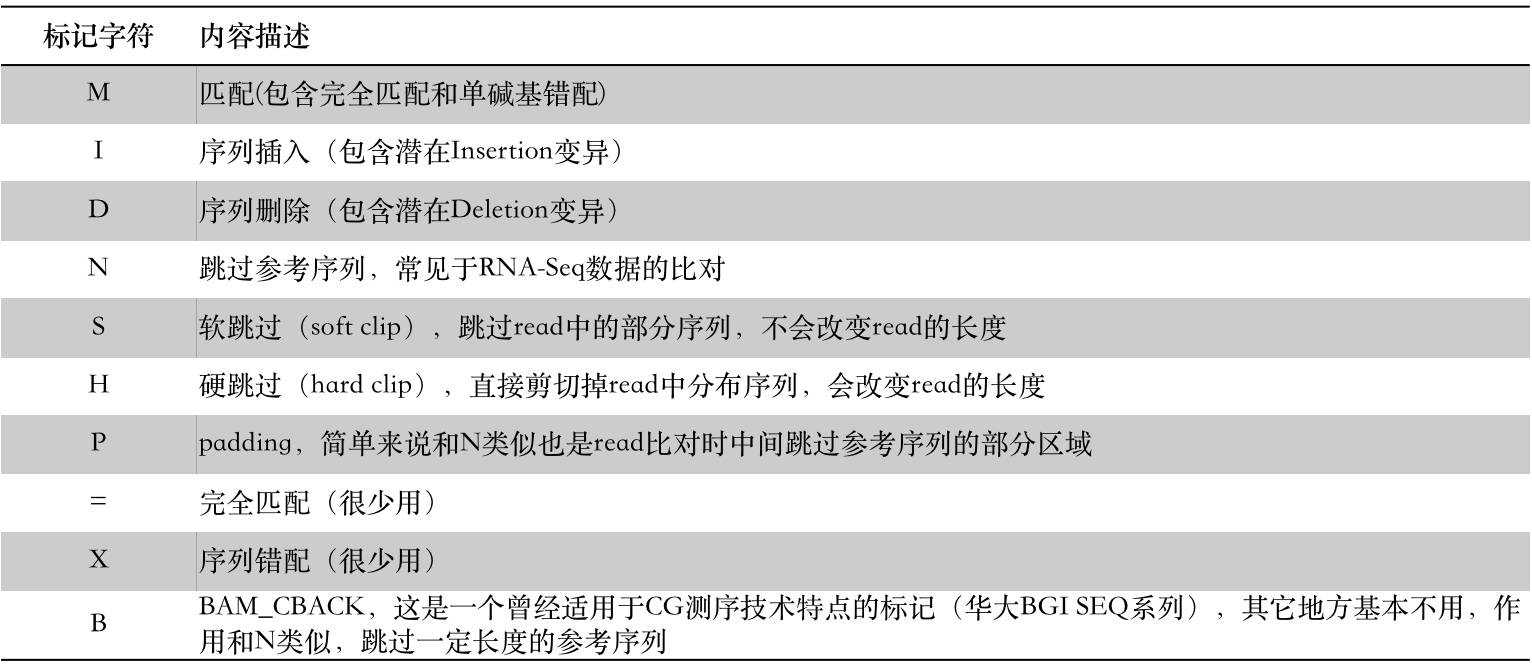 标记字符 内容描述
M 匹配(包含完全匹配和单碱基错配)
I 序列插入（包含潜在Insertion变异）
D 序列删除（包含潜在Deletion变异）
N 跳过参考序列，常见于RNA-Seq数据的比对
S 软跳过（soft clip），跳过read中的部分序列，不会改变read的长度
H 硬跳过（hard clip），直接剪切掉read中分布序列，会改变read的长度
P padding，简单来说和N类似也是read比对时中间跳过参考序列的部分区域
= 完全匹配（很少用）
X 序列错配（很少用）
B BAM_CBACK，这是一个曾经适用于CG测序技术特点的标记（华大BGI SEQ系列），其它地方基本不用，作
用和N类似，跳过一定长度的参考序列